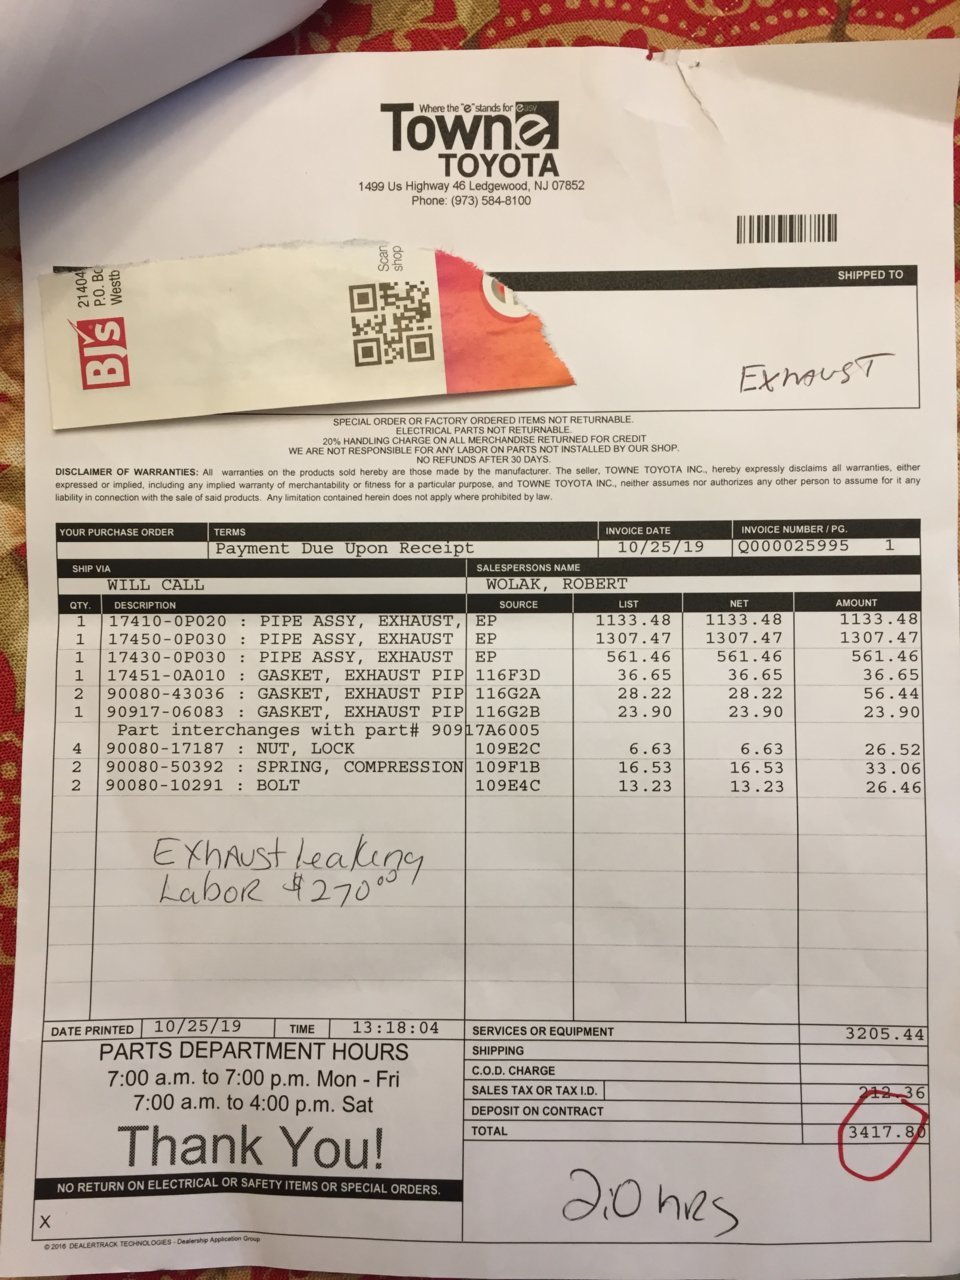 Where the "e" stands for easy
Towne
TOYOTA
1499 Us Highway 46 Ledgewood, NJ 07852
Phone: (973) 584-8100
BJ's
21404
P.O. Bo
Westb
Scan
shop
SHIPPED TO
EXHAUST
SPECIAL ORDER OR FACTORY ORDERED ITEMS NOT RETURNABLE.
ELECTRICAL PARTS NOT RETURNABLE.
20% HANDLING CHARGE ON ALL MERCHANDISE RETURNED FOR CREDIT
WE ARE NOT RESPONSIBLE FOR ANY LABOR ON PARTS NOT INSTALLED BY OUR SHOP.
NO REFUNDS AFTER 30 DAYS.
DISCLAIMER OF WARRANTIES: All warranties on the products sold hereby are those made by the manufacturer. The seller, TOWNE TOYOTA INC., hereby expressly disclaims all warranties, either
expressed or implied, including any implied warranty of merchantability or fitness for a particular purpose, and TOWNE TOYOTA INC., neither assumes nor authorizes any other person to assume for it any
liability in connection with the sale of said products. Any limitation contained herein does not apply where prohibited by law.
YOUR PURCHASE ORDER TERMS INVOICE DATE INVOICE NUMBER / PG.
Payment Due Upon Receipt 10/25/19 Q000025995 1
SHIP VIA SALESPERSONS NAME
WILL CALL WOLAK, ROBERT
QTY. DESCRIPTION SOURCE LIST NET AMOUNT
1 17410-0P020 : PIPE ASSY, EXHAUST, EP 1133.48 1133.48 1133.48
1 17450-0P030 : PIPE ASSY, EXHAUST EP 1307.47 1307.47 1307.47
1 17430-0P030 : PIPE ASSY, EXHAUST EP 561.46 561.46 561.46
1 17451-0A010 : GASKET, EXHAUST PIP 116F3D 36.65 36.65 36.65
2 90080-43036 : GASKET, EXHAUST PIP 116G2A 28.22 28.22 56.44
1 90917-06083 : GASKET, EXHAUST PIP 116G2B 23.90 23.90 23.90
Part interchanges with part# 90917A6005
4 90080-17187 : NUT, LOCK 109E2C 6.63 6.63 26.52
2 90080-50392 : SPRING, COMPRESSION 109F1B 16.53 16.53 33.06
2 90080-10291 : BOLT 109E4C 13.23 13.23 26.46
Exhaust leaking
Labor $270.00
DATE PRINTED 10/25/19 TIME 13:18:04
PARTS DEPARTMENT HOURS
7:00 a.m. to 7:00 p.m. Mon - Fri
7:00 a.m. to 4:00 p.m. Sat
Thank You!
NO RETURN ON ELECTRICAL OR SAFETY ITEMS OR SPECIAL ORDERS.
X
© 2016 DEALERTRACK TECHNOLOGIES - Dealership Application Group
SERVICES OR EQUIPMENT 3205.44
SHIPPING
C.O.D. CHARGE
SALES TAX OR TAX I.D. 212.36
DEPOSIT ON CONTRACT
TOTAL 3417.80
2.0 hrs